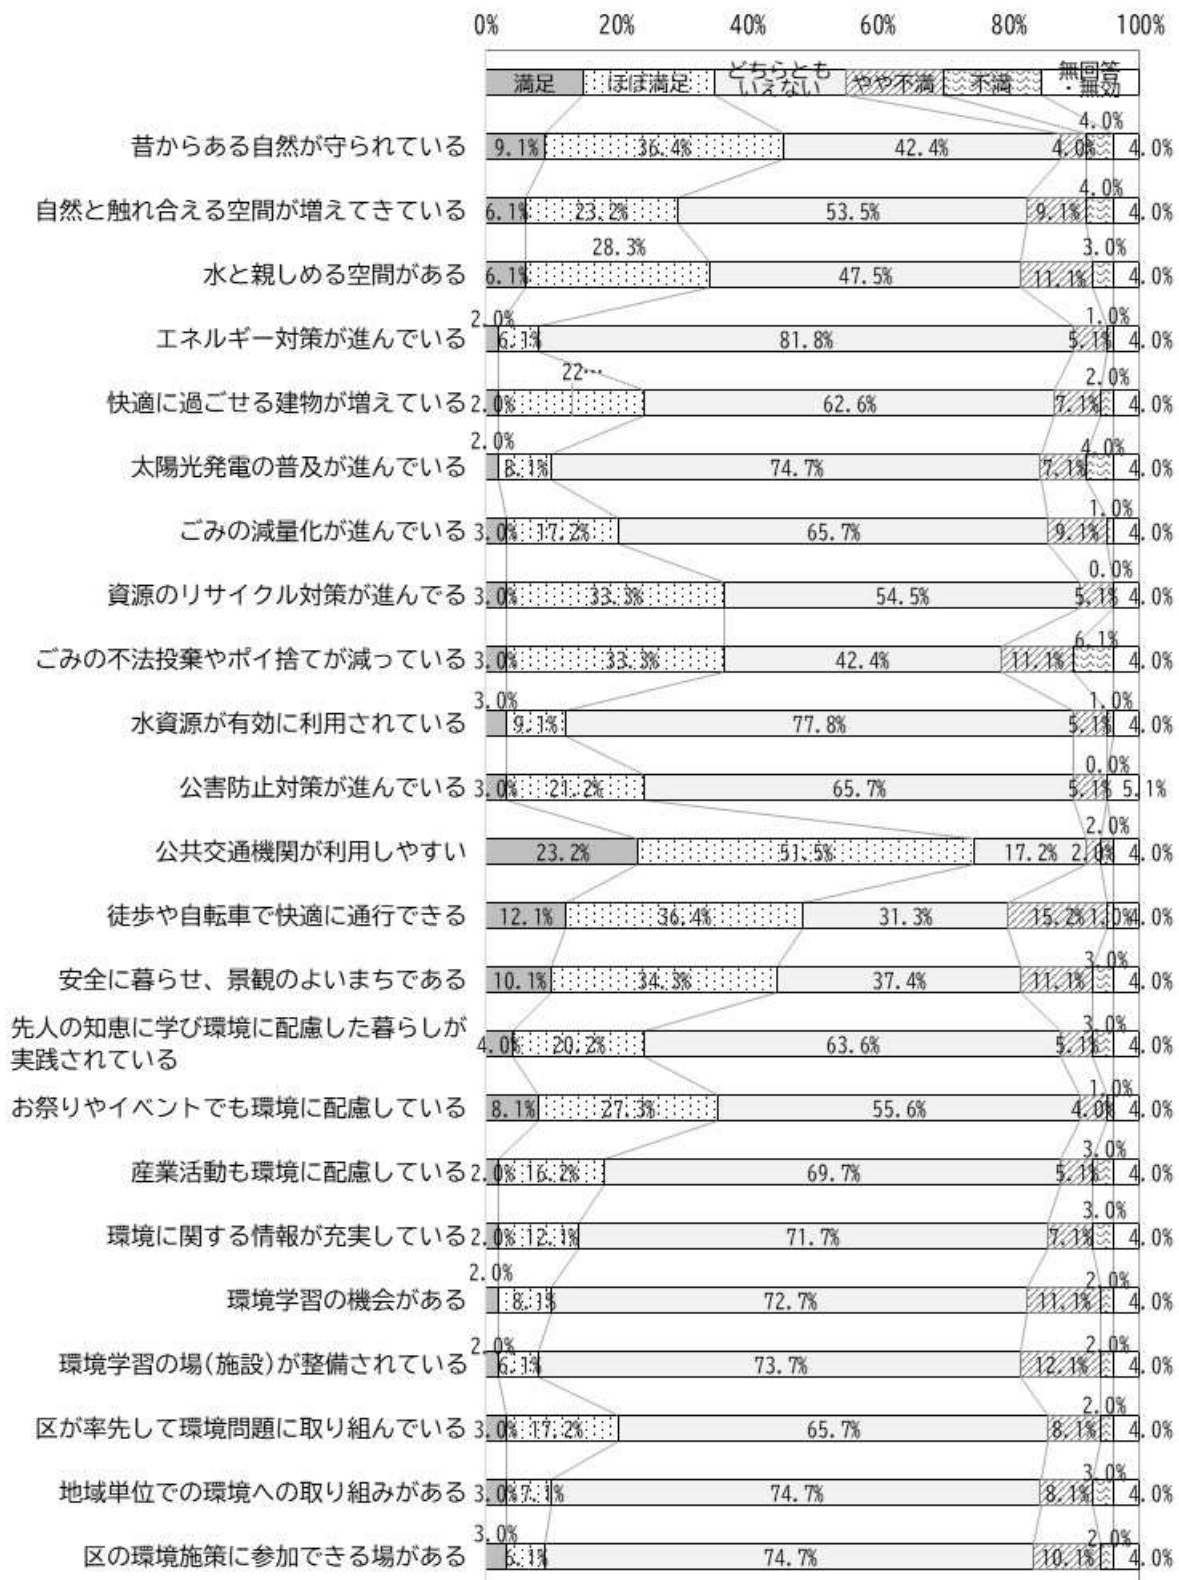 0% 20% 40% 60% 80% 100%
満足 ほぼ満足 どちらとも
いえない やや不満 不満 無回答
・無効
4.0%
昔からある自然が守られている 9.1% 36.4% 42.4% 4.0% 4.0%
4.0%
自然と触れ合える空間が増えてきている 6.1% 23.2% 53.5% 9.1% 4.0%
28.3% 3.0%
水と親しめる空間がある 6.1% 47.5% 11.1% 4.0%
2.0% 1.0%
エネルギー対策が進んでいる 6.1% 81.8% 5.1% 4.0%
22… 2.0%
快適に過ごせる建物が増えている 2.0% 62.6% 7.1% 4.0%
2.0% 4.0%
太陽光発電の普及が進んでいる 8.1% 74.7% 7.1% 4.0%
1.0%
ごみの減量化が進んでいる 3.0% 17.2% 65.7% 9.1% 4.0%
0.0%
資源のリサイクル対策が進んでる 3.0% 33.3% 54.5% 5.1% 4.0%
6.1%
ごみの不法投棄やポイ捨てが減っている 3.0% 33.3% 42.4% 11.1% 4.0%
3.0% 1.0%
水資源が有効に利用されている 9.1% 77.8% 5.1% 4.0%
0.0%
公害防止対策が進んでいる 3.0% 21.2% 65.7% 5.1% 5.1%
2.0%
公共交通機関が利用しやすい 23.2% 51.5% 17.2% 2.0% 4.0%
徒歩や自転車で快適に通行できる 12.1% 36.4% 31.3% 15.2% 1.0% 4.0%
3.0%
安全に暮らせ、景観のよいまちである 10.1% 34.3% 37.4% 11.1% 4.0%
3.0%
先人の知恵に学び環境に配慮した暮らしが
実践されている 4.0% 20.2% 63.6% 5.1% 4.0%
1.0%
お祭りやイベントでも環境に配慮している 8.1% 27.3% 55.6% 4.0% 4.0%
3.0%
産業活動も環境に配慮している 2.0% 16.2% 69.7% 5.1% 4.0%
3.0%
環境に関する情報が充実している 2.0% 12.1% 71.7% 7.1% 4.0%
2.0% 2.0%
環境学習の機会がある 8.1% 72.7% 11.1% 4.0%
2.0% 2.0%
環境学習の場(施設)が整備されている 6.1% 73.7% 12.1% 4.0%
2.0%
区が率先して環境問題に取り組んでいる 3.0% 17.2% 65.7% 8.1% 4.0%
3.0%
地域単位での環境への取り組みがある 3.0% 7.1% 74.7% 8.1% 4.0%
3.0% 2.0%
区の環境施策に参加できる場がある 6.1% 74.7% 10.1% 4.0%